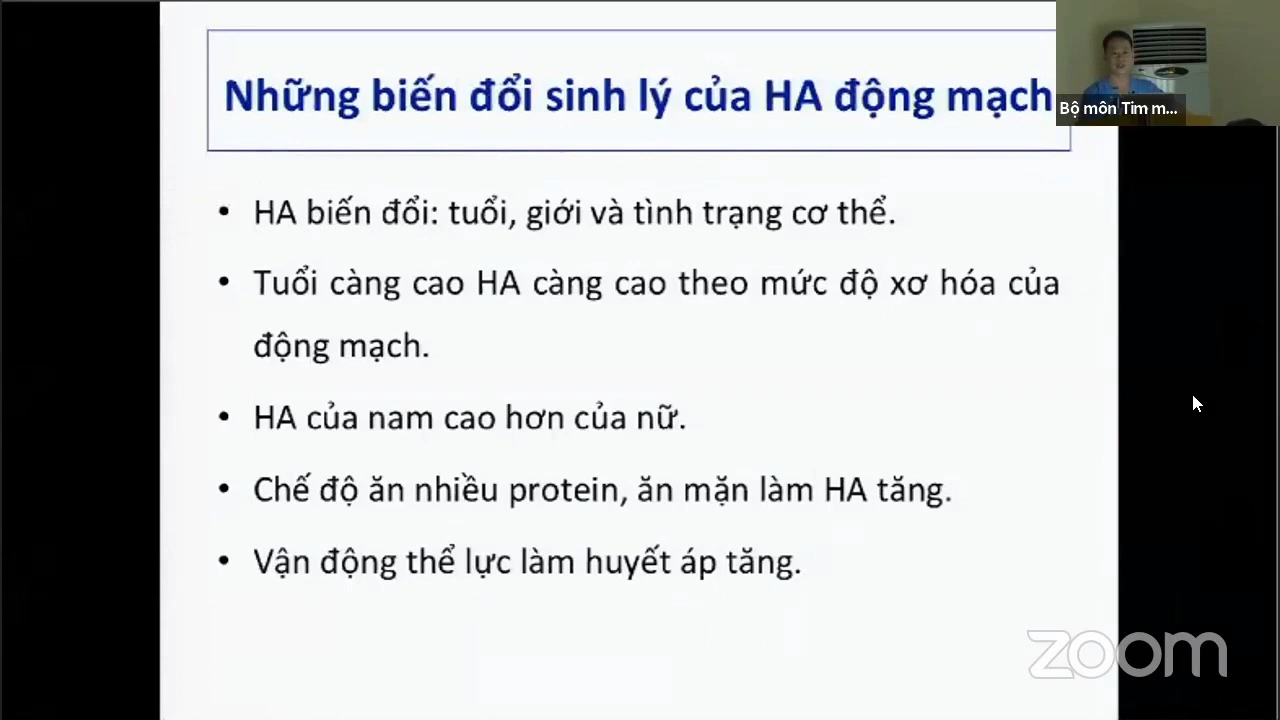 Những biến đổi sinh lý của HA động mạch
Bộ môn Tim m...
• HA biến đổi: tuổi, giới và tình trạng cơ thể.
• Tuổi càng cao HA càng cao theo mức độ xơ hóa của
động mạch.
• HA của nam cao hơn của nữ.
• Chế độ ăn nhiều protein, ăn mặn làm HA tăng.
• Vận động thể lực làm huyết áp tăng.
zoom